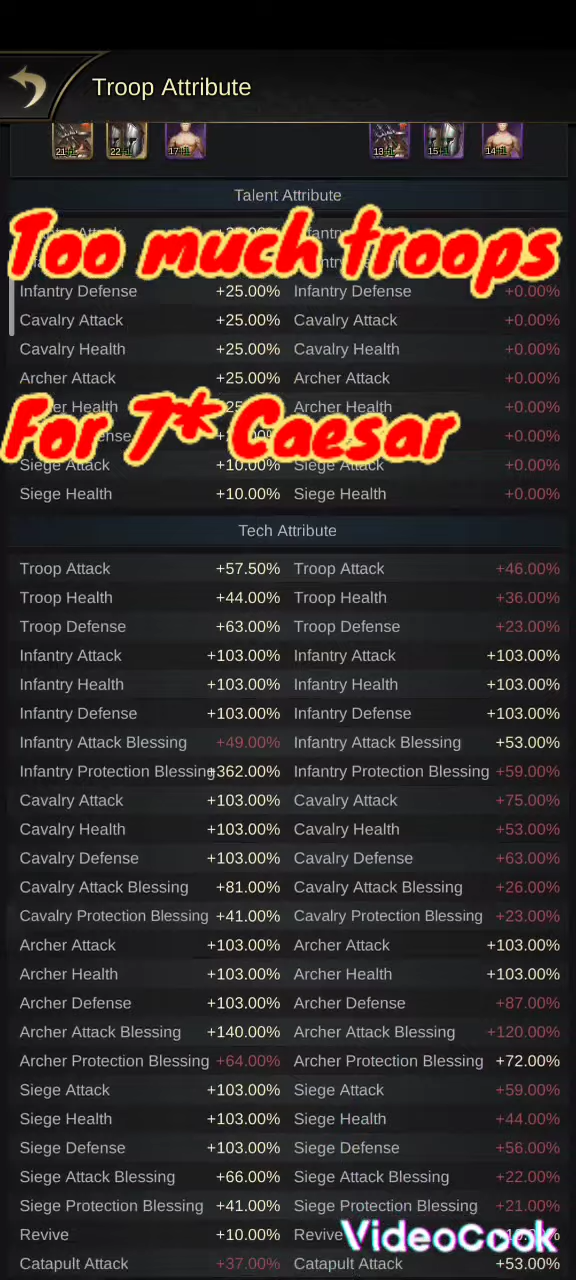 Troop Attribute
21+1 22+1 17+1 13+1 15+1 14+1
Talent Attribute
Too much troops
Infantry Defense +25.00% Infantry Defense +0.00%
Cavalry Attack +25.00% Cavalry Attack +0.00%
Cavalry Health +25.00% Cavalry Health +0.00%
Archer Attack +25.00% Archer Attack +0.00%
Archer Health +0.00%
For 7* Caesar
+0.00%
Siege Attack +10.00% Siege Attack +0.00%
Siege Health +10.00% Siege Health +0.00%
Tech Attribute
Troop Attack +57.50% Troop Attack +46.00%
Troop Health +44.00% Troop Health +36.00%
Troop Defense +63.00% Troop Defense +23.00%
Infantry Attack +103.00% Infantry Attack +103.00%
Infantry Health +103.00% Infantry Health +103.00%
Infantry Defense +103.00% Infantry Defense +103.00%
Infantry Attack Blessing +49.00% Infantry Attack Blessing +53.00%
Infantry Protection Blessing +362.00% Infantry Protection Blessing +59.00%
Cavalry Attack +103.00% Cavalry Attack +75.00%
Cavalry Health +103.00% Cavalry Health +53.00%
Cavalry Defense +103.00% Cavalry Defense +63.00%
Cavalry Attack Blessing +81.00% Cavalry Attack Blessing +26.00%
Cavalry Protection Blessing +41.00% Cavalry Protection Blessing +23.00%
Archer Attack +103.00% Archer Attack +103.00%
Archer Health +103.00% Archer Health +103.00%
Archer Defense +103.00% Archer Defense +87.00%
Archer Attack Blessing +140.00% Archer Attack Blessing +120.00%
Archer Protection Blessing +64.00% Archer Protection Blessing +72.00%
Siege Attack +103.00% Siege Attack +59.00%
Siege Health +103.00% Siege Health +44.00%
Siege Defense +103.00% Siege Defense +56.00%
Siege Attack Blessing +66.00% Siege Attack Blessing +22.00%
Siege Protection Blessing +41.00% Siege Protection Blessing +21.00%
Revive +10.00% Revive
VideoCook
Catapult Attack +37.00% Catapult Attack +53.00%